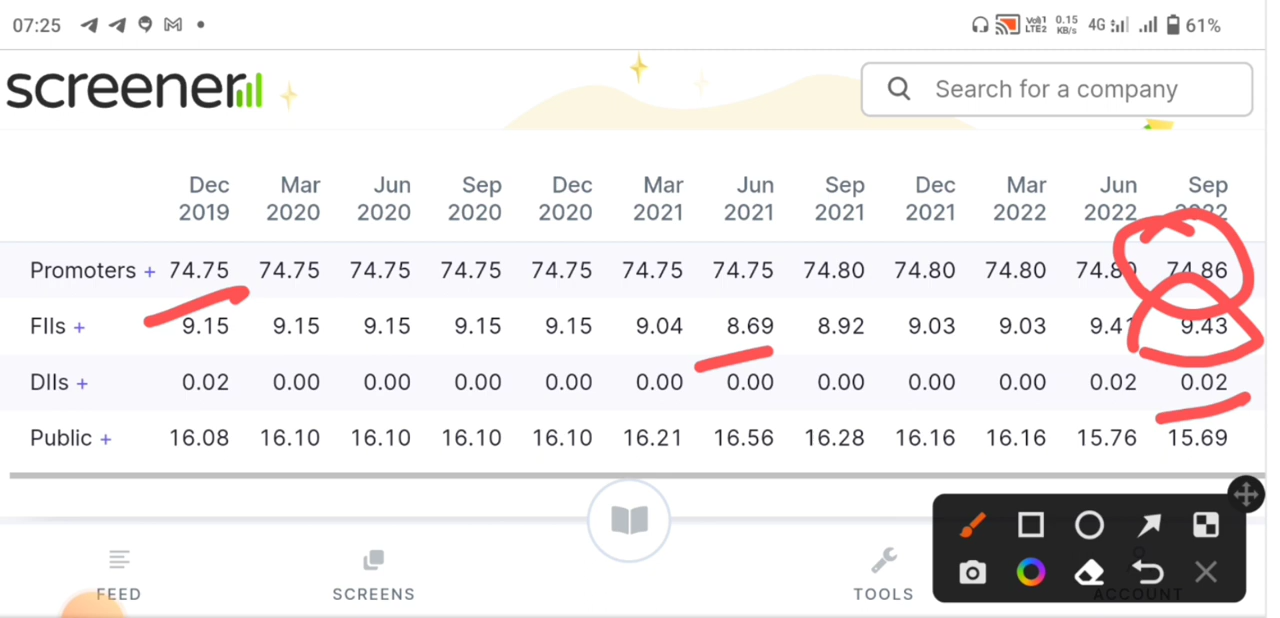 07:25 Vo)) 1 LTE2 0.15 KB/s 4G 61%
screener Search for a company
Dec 2019 Mar 2020 Jun 2020 Sep 2020 Dec 2020 Mar 2021 Jun 2021 Sep 2021 Dec 2021 Mar 2022 Jun 2022 Sep 2022
Promoters + 74.75 74.75 74.75 74.75 74.75 74.75 74.75 74.80 74.80 74.80 74.80 74.86
FIIs + 9.15 9.15 9.15 9.15 9.15 9.04 8.69 8.92 9.03 9.03 9.41 9.43
DIIs + 0.02 0.00 0.00 0.00 0.00 0.00 0.00 0.00 0.00 0.00 0.02 0.02
Public + 16.08 16.10 16.10 16.10 16.10 16.21 16.56 16.28 16.16 16.16 15.76 15.69
FEED SCREENS TOOLS ACCOUNT